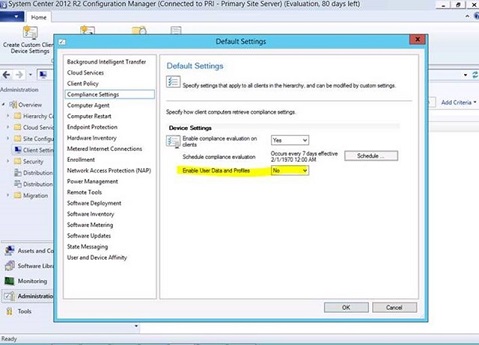 System Center 2012 R2 Configuration Manager (Connected to PRI - Primary Site Server) (Evaluation, 80 days left)
Home
Create Custom Clien
Device Settings
Default Settings
Administration
Overview
Hierarchy C
Cloud Service
Site Configu
Client Settin
Security
Distribution
Distribution
Migration
Assets and Co
Software Libra
Monitoring
Administratio
Tools
Ready
Add Criteria
Background Intelligent Transfer
Cloud Services
Client Policy
Compliance Settings
Computer Agent
Computer Restart
Endpoint Protection
Hardware Inventory
Metered Internet Connections
Enrollment
Network Access Protection (NAP)
Power Management
Remote Tools
Software Deployment
Software Inventory
Software Metering
Software Updates
State Messaging
User and Device Affinity
Default Settings
Specify settings that apply to all clients in the hierarchy, and can be modified by custom settings.
Specify how client computers retrieve compliance settings.
Device Settings
Enable compliance evaluation on clients
Yes
Schedule compliance evaluation
Occurs every 7 days effective
2/1/1970 12:00 AM
Schedule ...
Enable User Data and Profiles
No
OK
Cancel